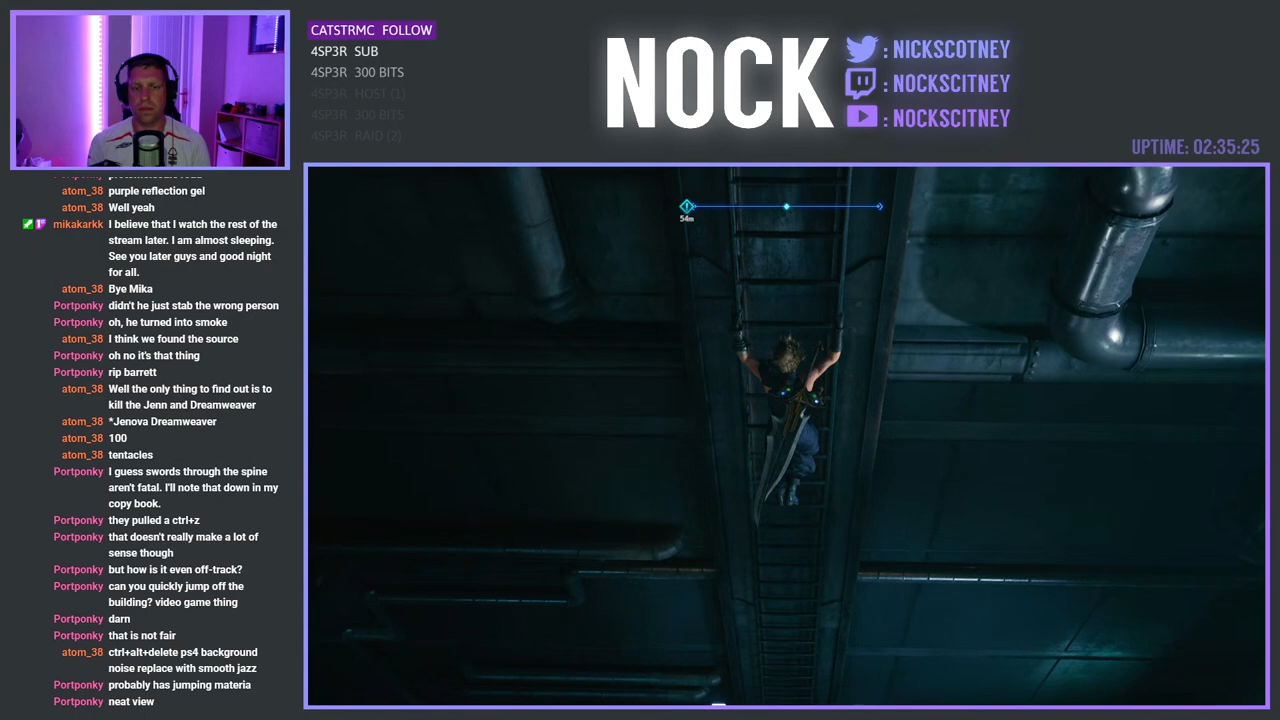 CATSTRMC FOLLOW
4SP3R SUB
4SP3R 300 BITS
4SP3R HOST (1)
4SP3R 300 BITS
4SP3R RAID (2)
NOCK
: NICKSCOTNEY
: NOCKSCITNEY
: NOCKSCITNEY
UPTIME: 02:35:25
atom_38 purple reflection gel
atom_38 Well yeah
mikakarkk I believe that I watch the rest of the
stream later. I am almost sleeping.
See you later guys and good night
for all.
atom_38 Bye Mika
Portponky didn't he just stab the wrong person
Portponky oh, he turned into smoke
atom_38 I think we found the source
Portponky oh no it's that thing
Portponky rip barrett
atom_38 Well the only thing to find out is to
kill the Jenn and Dreamweaver
atom_38 *Jenova Dreamweaver
atom_38 100
atom_38 tentacles
Portponky I guess swords through the spine
aren't fatal. I'll note that down in my
copy book.
Portponky they pulled a ctrl+z
Portponky that doesn't really make a lot of
sense though
Portponky but how is it even off-track?
Portponky can you quickly jump off the
building? video game thing
Portponky darn
Portponky that is not fair
atom_38 ctrl+alt+delete ps4 background
noise replace with smooth jazz
Portponky probably has jumping materia
Portponky neat view
54m